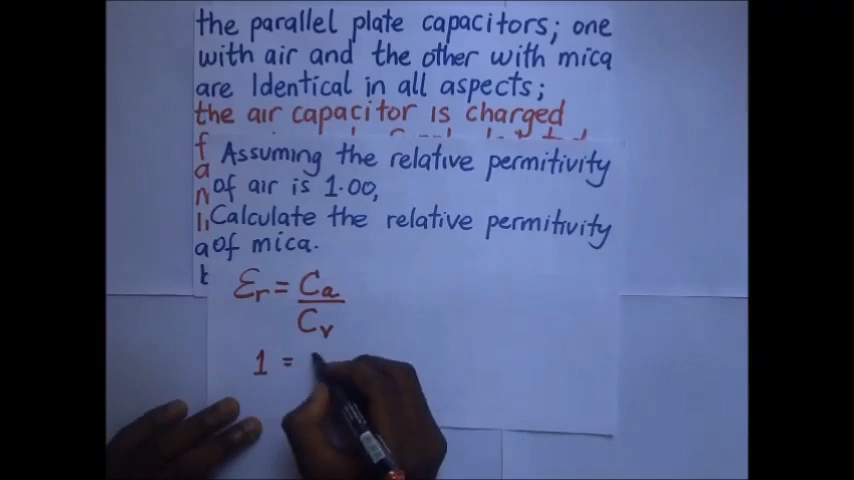 the parallel plate capacitors; one
with air and the other with mica
are Identical in all aspects;
the air capacitor is charged
Assuming the relative permitivity
of air is 1.00,
Calculate the relative permitivity
of mica.
Ɛr = Ca
Cv
1 =